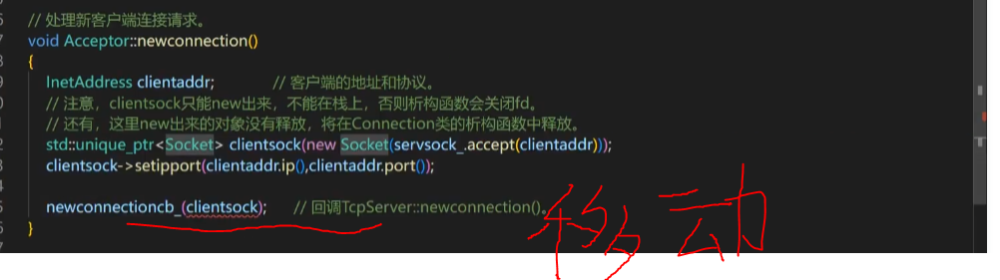 // 处理新客户端连接请求。
void Acceptor::newconnection()
{
InetAddress clientaddr; // 客户端的地址和协议。
// 注意，clientsock只能new出来，不能在栈上，否则析构函数会关闭fd。
// 还有，这里new出来的对象没有释放，将在Connection类的析构函数中释放。
std::unique_ptr<Socket> clientsock(new Socket(servsock_.accept(clientaddr)));
clientsock->setipport(clientaddr.ip(),clientaddr.port());
newconnectioncb_(clientsock); // 回调TcpServer::newconnection()。
}
移动